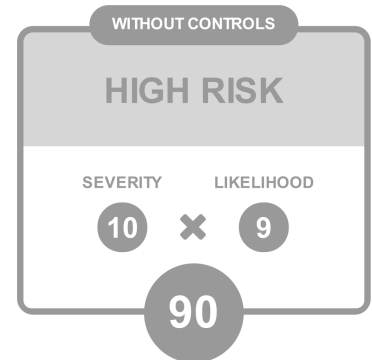 WITHOUT CONTROLS
HIGH RISK
SEVERITY LIKELIHOOD
10 × 9
90